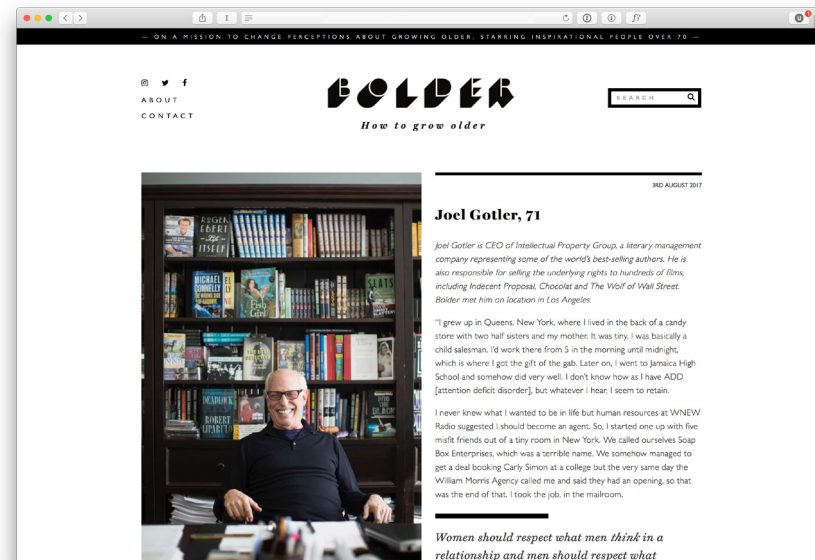 — ON A MISSION TO CHANGE PERCEPTIONS ABOUT GROWING OLDER. STARRING INSPIRATIONAL PEOPLE OVER 70 —
ABOUT
CONTACT
BOLDER
How to grow older
SEARCH
3RD AUGUST 2017
Joel Gotler, 71
Joel Gotler is CEO of Intellectual Property Group, a literary management
company representing some of the world's best-selling authors. He is
also responsible for selling the underlying rights to hundreds of films,
including Indecent Proposal, Chocolat and The Wolf of Wall Street.
Bolder met him on location in Los Angeles.
"I grew up in Queens, New York, where I lived in the back of a candy
store with two half sisters and my mother. It was tiny. I was basically a
child salesman. I'd work there from 5 in the morning until midnight,
which is where I got the gift of the gab. Later on, I went to Jamaica High
School and somehow did very well. I don't know how as I have ADD
[attention deficit disorder], but whatever I hear, I seem to retain.
I never knew what I wanted to be in life but human resources at WNEW
Radio suggested I should become an agent. So, I started one up with five
misfit friends out of a tiny room in New York. We called ourselves Soap
Box Enterprises, which was a terrible name. We somehow managed to
get a deal booking Carly Simon at a college but the very same day the
William Morris Agency called me and said they had an opening, so that
was the end of that. I took the job, in the mailroom.
Women should respect what men think in a
relationship and men should respect what
ROGER
EBERT
LIFE
ITSELF
MICHAEL
CONNELLY
Fish
Girl
SLATS
DEADLOCK
ROBERT
LIPARULO
INTO
THE
BLACK